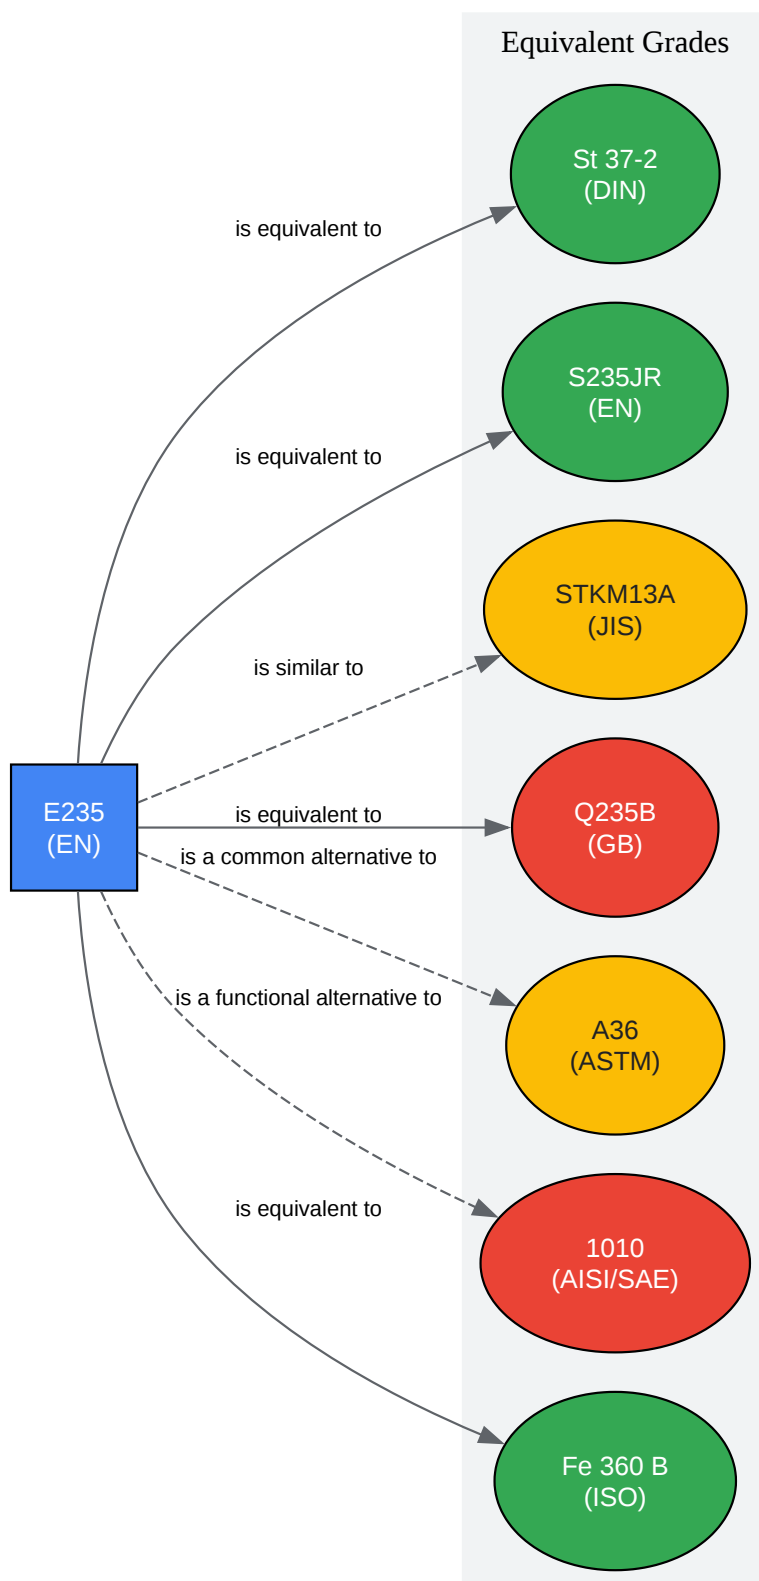 Equivalent Grades
St 37-2
(DIN)
is equivalent to
S235JR
(EN)
is equivalent to
STKM13A
(JIS)
is similar to
E235
(EN)
Q235B
(GB)
is equivalent to
is a common alternative to
A36
(ASTM)
is a functional alternative to
1010
(AISI/SAE)
is equivalent to
Fe 360 B
(ISO)